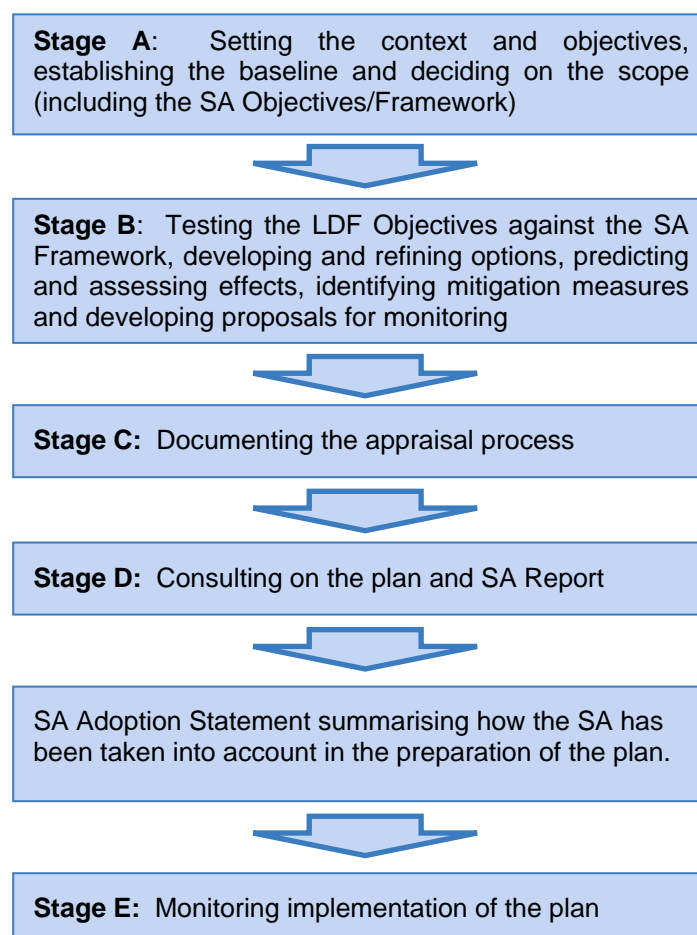 Stage A: Setting the context and objectives,
establishing the baseline and deciding on the scope
(including the SA Objectives/Framework)
Stage B: Testing the LDF Objectives against the SA
Framework, developing and refining options, predicting
and assessing effects, identifying mitigation measures
and developing proposals for monitoring
Stage C: Documenting the appraisal process
Stage D: Consulting on the plan and SA Report
SA Adoption Statement summarising how the SA has
been taken into account in the preparation of the plan.
Stage E: Monitoring implementation of the plan